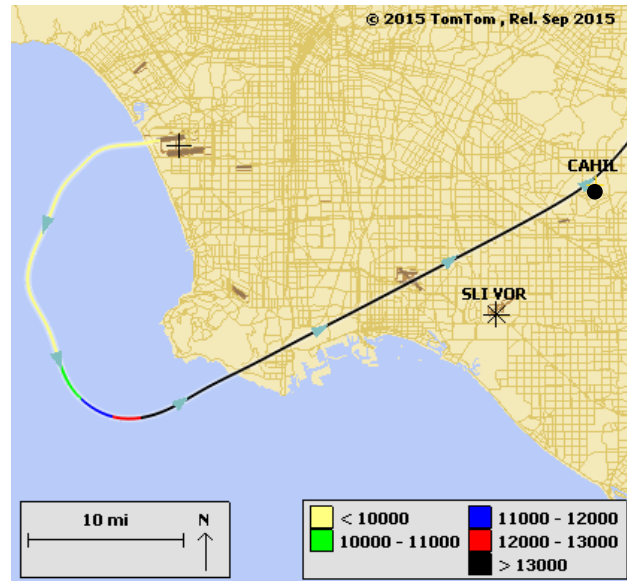 © 2015 TomTom , Rel. Sep 2015
CAHIL
SLI VOR
10 mi
N
< 10000
10000 - 11000
11000 - 12000
12000 - 13000
> 13000